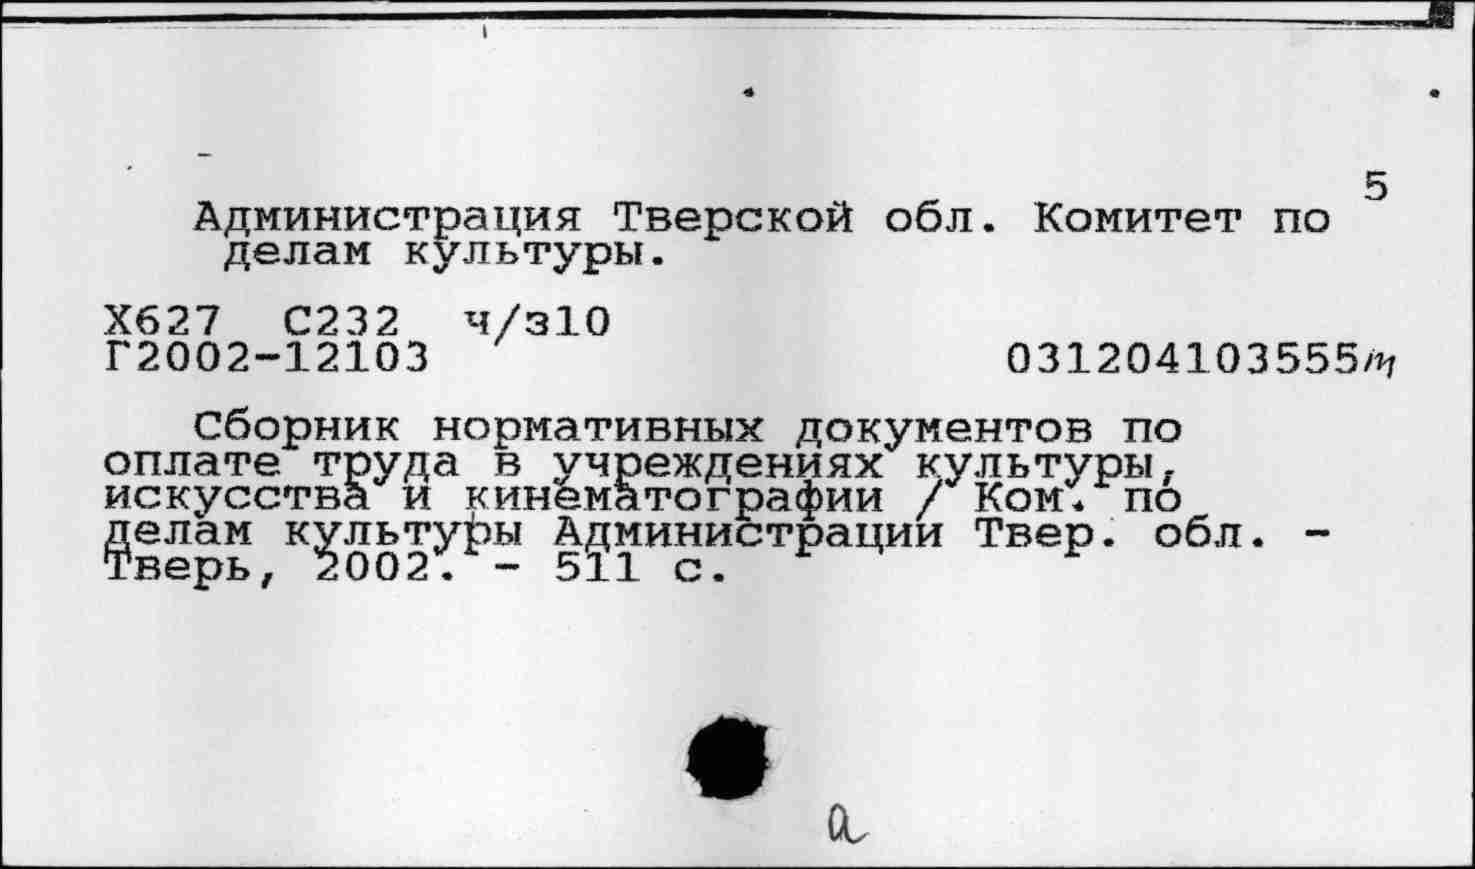 5
Администрация Тверской обл. Комитет по
делам культуры.
Х627 С232 ч/з10
Г2002-12103
031204103555/м
Сборник нормативных документов по
оплате труда в учреждениях культуры,
искусства и кинематографии / Ком. по
делам культуры Администрации Твер. обл. -
Тверь, 2002. - 511 с.
а